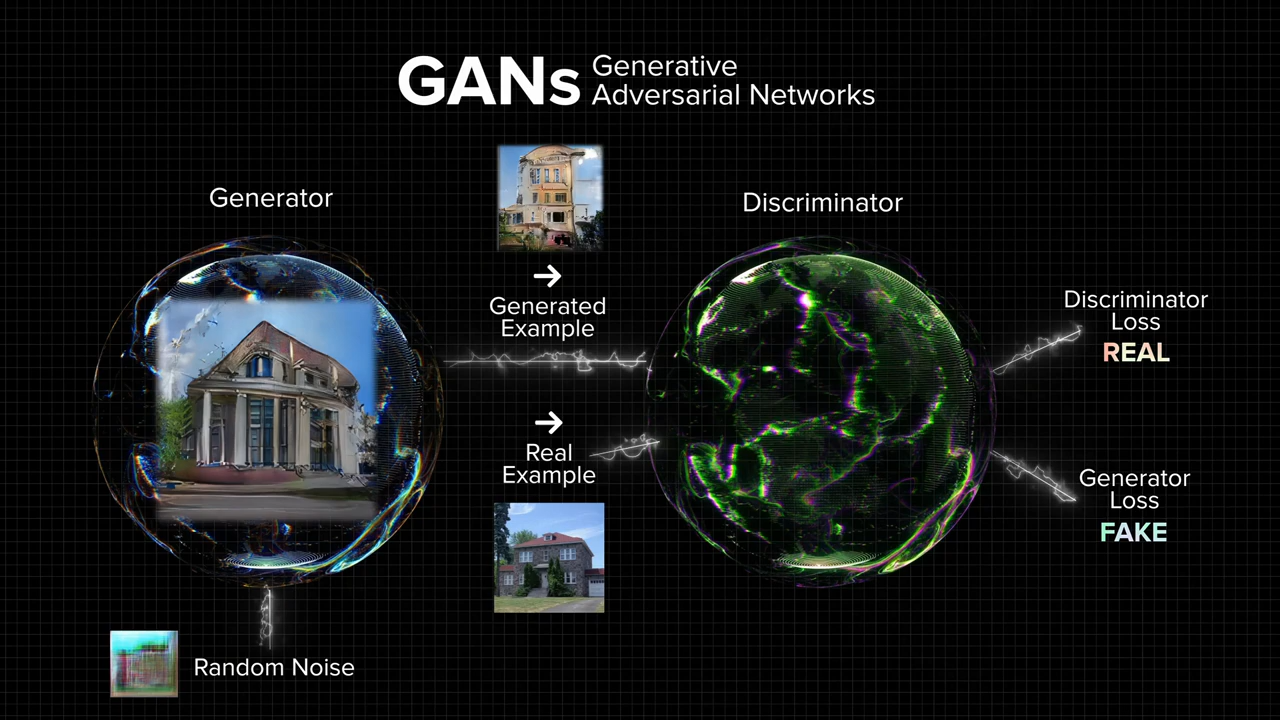 GANs
Generative
Adversarial Networks
Generator
Discriminator
Generated
Example
Real
Example
Discriminator
Loss
REAL
Generator
Loss
FAKE
Random Noise